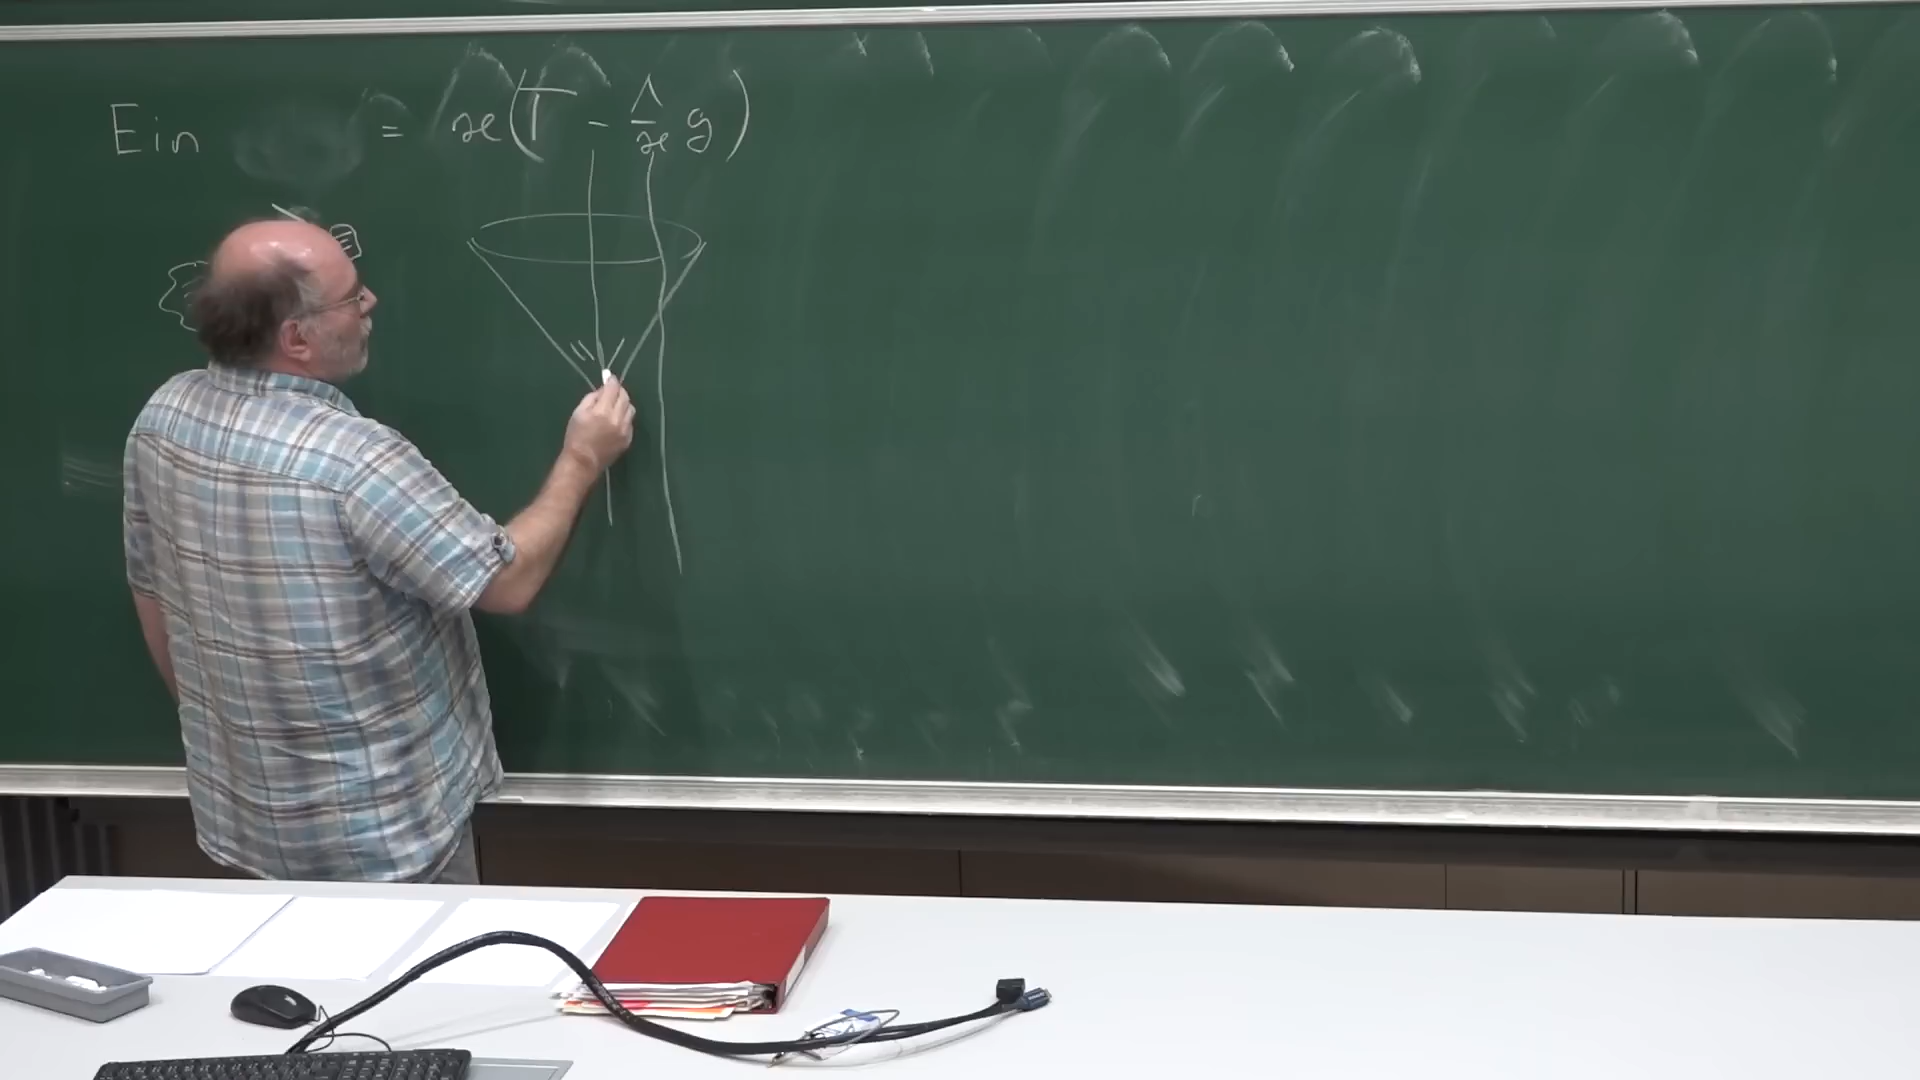 Ein = ϰ(T - Λ/ϰ g)